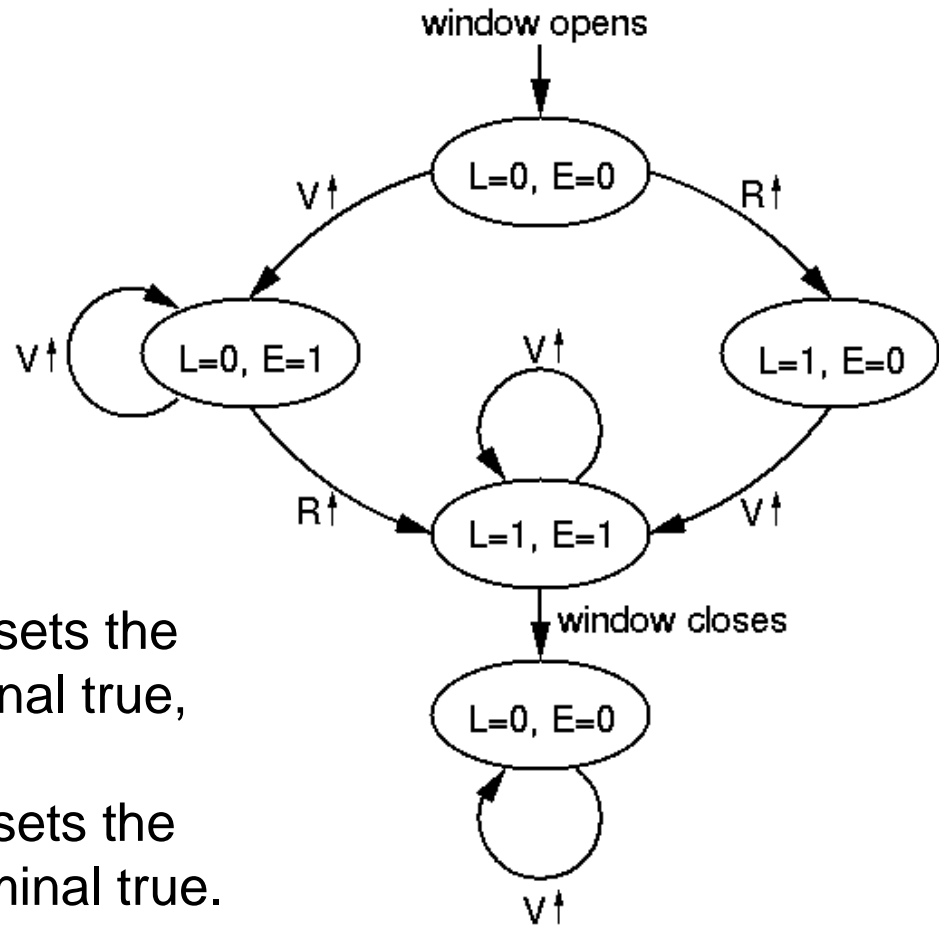 window opens
L=0, E=0
V↑
R↑
V↑
L=0, E=1
V↑
L=1, E=0
R↑
L=1, E=1
V↑
window closes
L=0, E=0
V↑
sets the
nal true,
sets the
minal true.